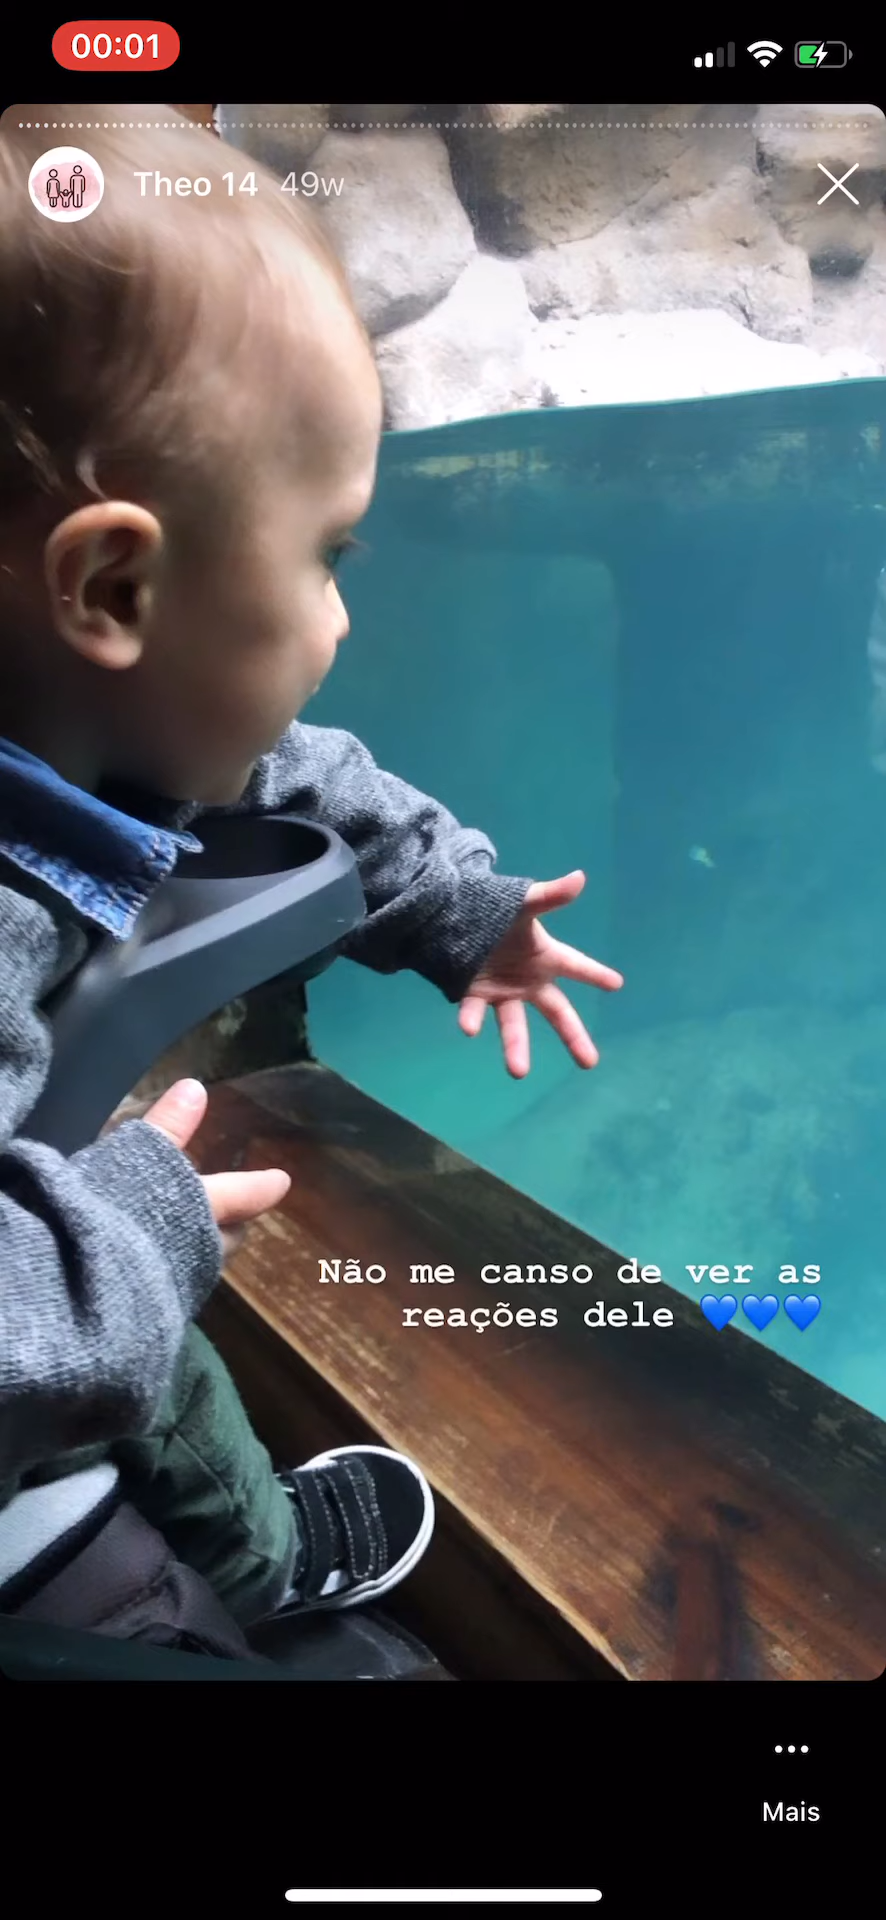 00:01
Theo 14 49w
Não me canso de ver as
reações dele 💙💙💙
Mais